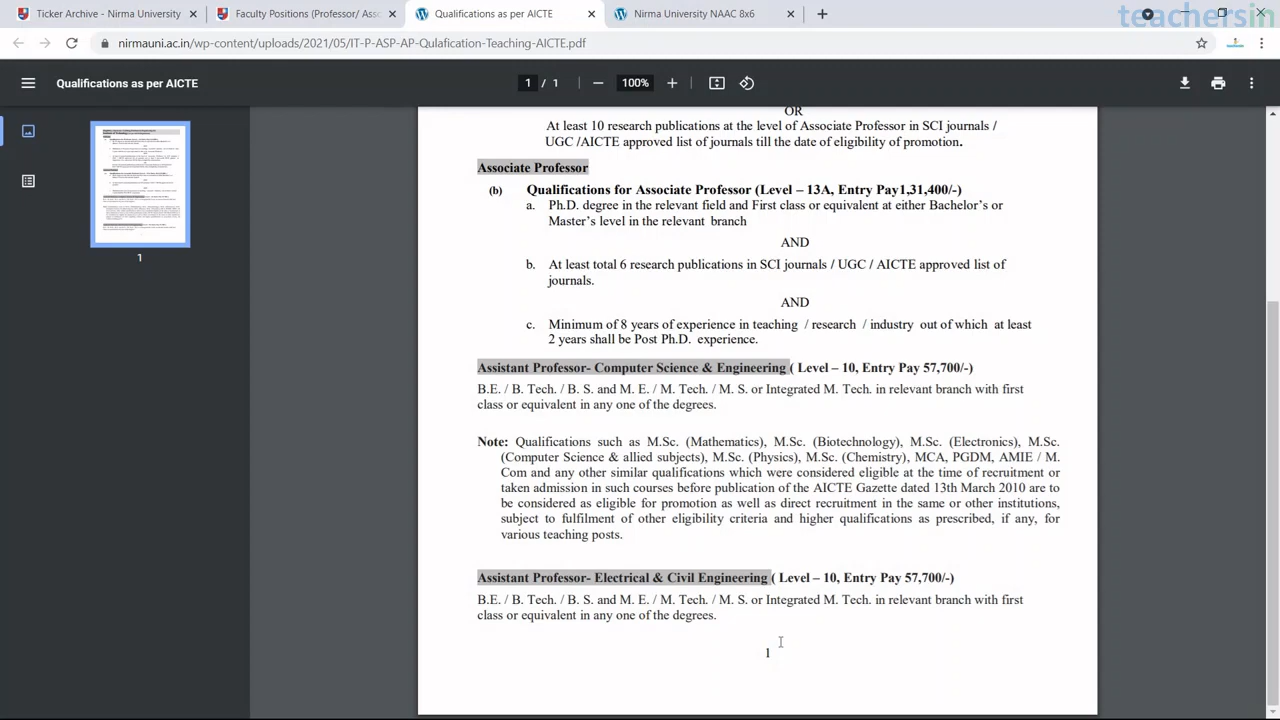 teachersin
Ticker Archive - Nirma University
Faculty Positions (Professor/ Asso
Qualifications as per AICTE
Nirma University NAAC 8x6
nirmauni.ac.in/wp-content/uploads/2021/05/IT-P-ASP-AP-Qulafication-Teaching-AICTE.pdf
Qualifications as per AICTE
1 / 1
100%
OR
At least 10 research publications at the level of Associate Professor in SCI journals /
UGC /AICTE approved list of journals till the date of eligibility of promotion.
Associate Professor
(b) Qualifications for Associate Professor (Level – 13A, Entry Pay1,31,400/-)
a. Ph.D. degree in the relevant field and First class or equivalent at either Bachelor's or
Master's level in the relevant branch
AND
b. At least total 6 research publications in SCI journals / UGC / AICTE approved list of
journals.
AND
c. Minimum of 8 years of experience in teaching / research / industry out of which at least
2 years shall be Post Ph.D. experience.
Assistant Professor- Computer Science & Engineering ( Level – 10, Entry Pay 57,700/-)
B.E. / B. Tech. / B. S. and M. E. / M. Tech. / M. S. or Integrated M. Tech. in relevant branch with first
class or equivalent in any one of the degrees.
Note: Qualifications such as M.Sc. (Mathematics), M.Sc. (Biotechnology), M.Sc. (Electronics), M.Sc.
(Computer Science & allied subjects), M.Sc. (Physics), M.Sc. (Chemistry), MCA, PGDM, AMIE / M.
Com and any other similar qualifications which were considered eligible at the time of recruitment or
taken admission in such courses before publication of the AICTE Gazette dated 13th March 2010 are to
be considered as eligible for promotion as well as direct recruitment in the same or other institutions,
subject to fulfilment of other eligibility criteria and higher qualifications as prescribed, if any, for
various teaching posts.
Assistant Professor- Electrical & Civil Engineering ( Level – 10, Entry Pay 57,700/-)
B.E. / B. Tech. / B. S. and M. E. / M. Tech. / M. S. or Integrated M. Tech. in relevant branch with first
class or equivalent in any one of the degrees.
1
1